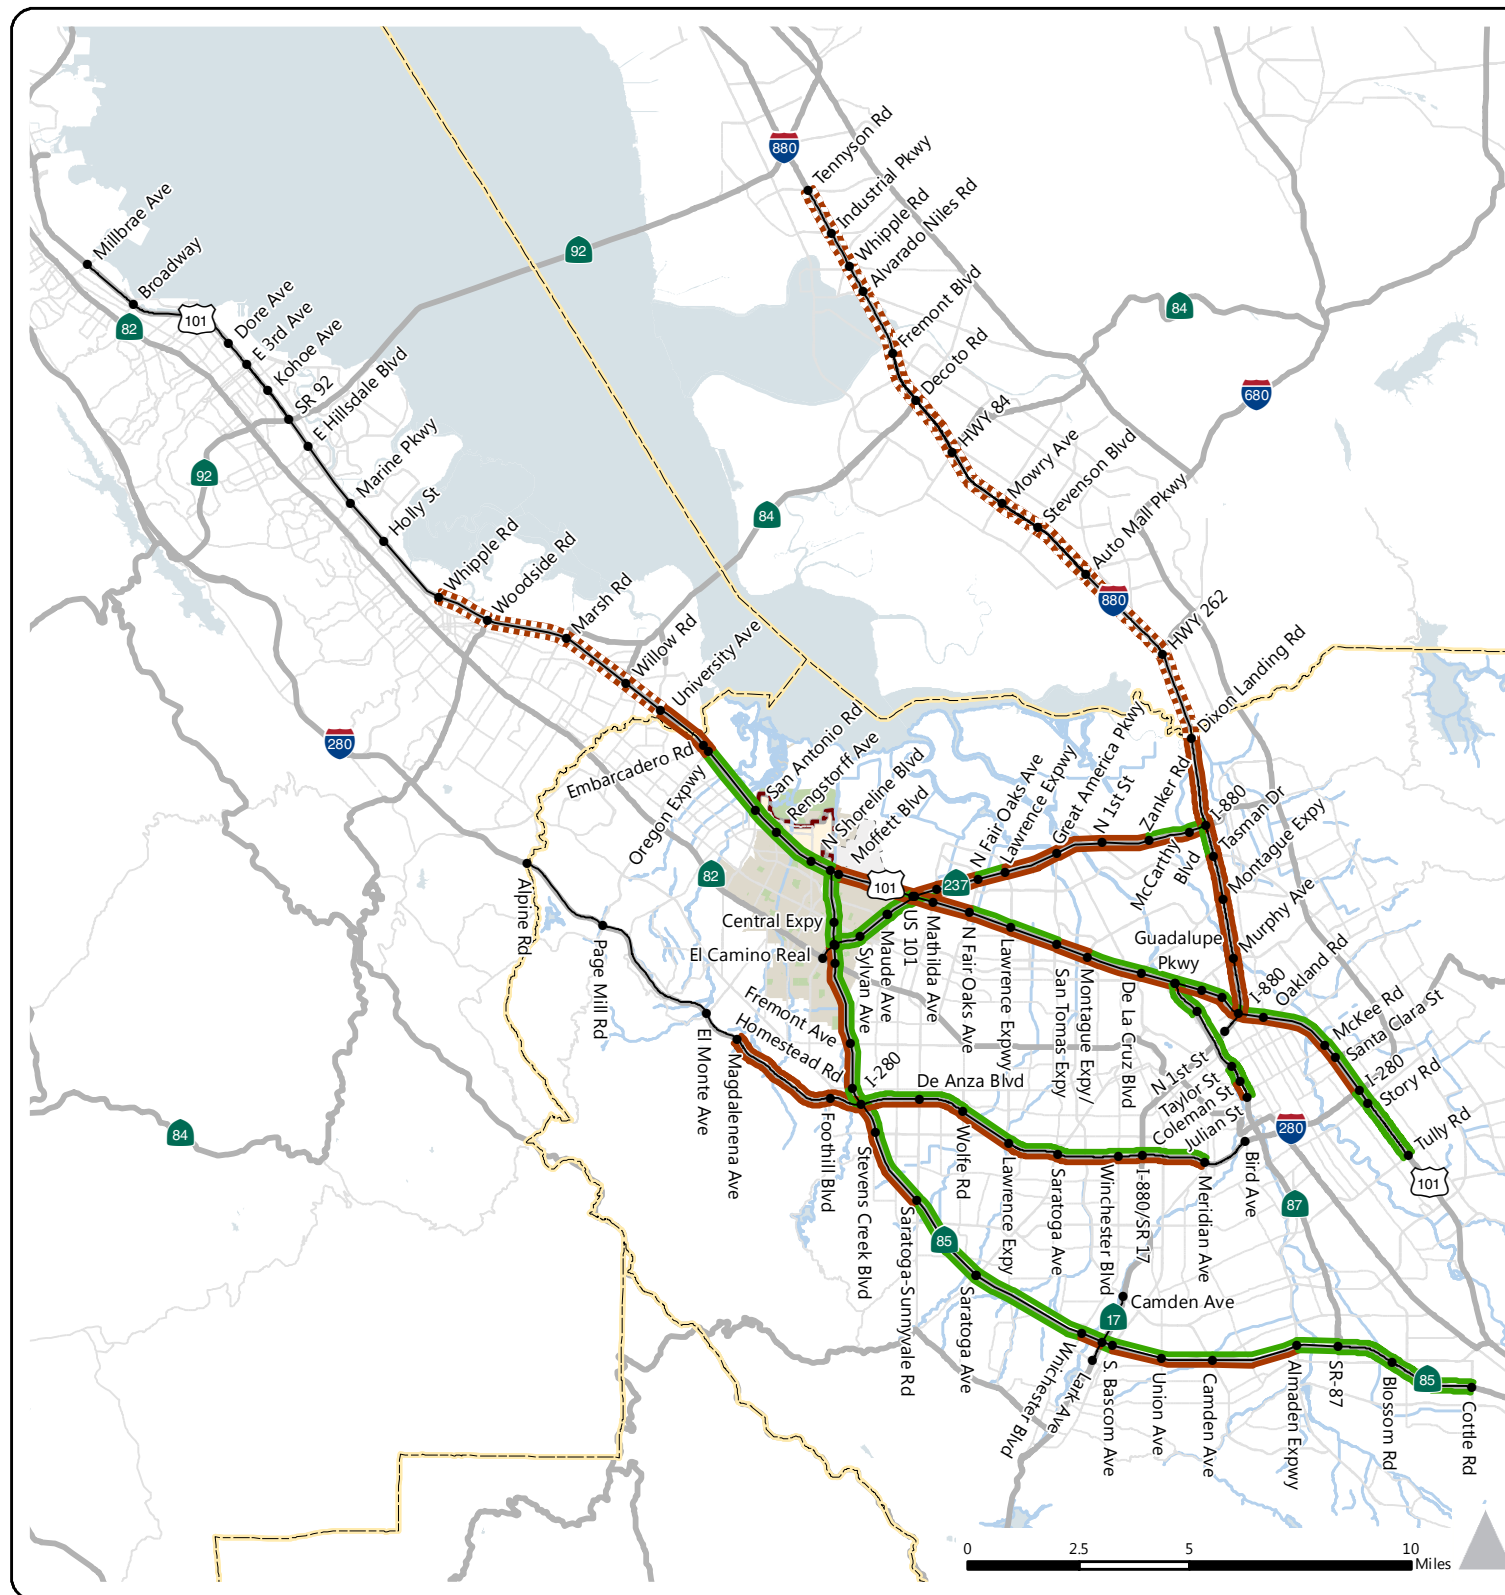 880
Tennyson Rd
Industrial Pkwy
Whipple Rd
Alvarado Niles Rd
Fremont Blvd
Decoto Rd
HWY 84
Mowry Ave
Stevenson Blvd
Auto Mall Pkwy
880
HWY 262
Dixon Landing Rd
92
84
680
84
Millbrae Ave
Broadway
82
101
Dore Ave
E 3rd Ave
Kohoe Ave
SR 92
E Hillsdale Blvd
92
Marine Pkwy
Holly St
Whipple Rd
Woodside Rd
Marsh Rd
Willow Rd
University Ave
280
Embarcadero Rd
Oregon Expwy
San Antonio Rd
Rengstorff Ave
N Shoreline Blvd
Moffett Blvd
82
101
237
N Fair Oaks Ave
Lawrence Expwy
Great America Pkwy
N 1st St
Zanker Rd
McCarthy
Blvd
I-880
Tasman Dr
Montague Expy
Murphy Ave
Central Expy
El Camino Real
Sylvan Ave
Maude Ave
US 101
Mathilda Ave
N Fair Oaks Ave
Lawrence Expwy
San Tomas Expy
Montague Expy/
De La Cruz Blvd
Guadalupe
Pkwy
I-880
Oakland Rd
McKee Rd
Santa Clara St
I-280
Story Rd
Tully Rd
101
Alpine Rd
Page Mill Rd
El Monte Ave
Magdalenena Ave
Fremont Ave
Homestead Rd
I-280
De Anza Blvd
N 1st St
Taylor St
Coleman St
Julian St
280
84
Foothill Blvd
Stevens Creek Blvd
Saratoga-Sunnyvale Rd
Wolfe Rd
Lawrence Expy
Saratoga Ave
Winchester Blvd
I-880/SR 17
Meridian Ave
Bird Ave
87
85
Saratoga Ave
Camden Ave
17
Wnichester Blvd
Lark Ave
S. Bascom Ave
Union Ave
Camden Ave
Almaden Expwy
SR-87
Blossom Rd
85
Cottle Rd
0
2.5
5
10
Miles